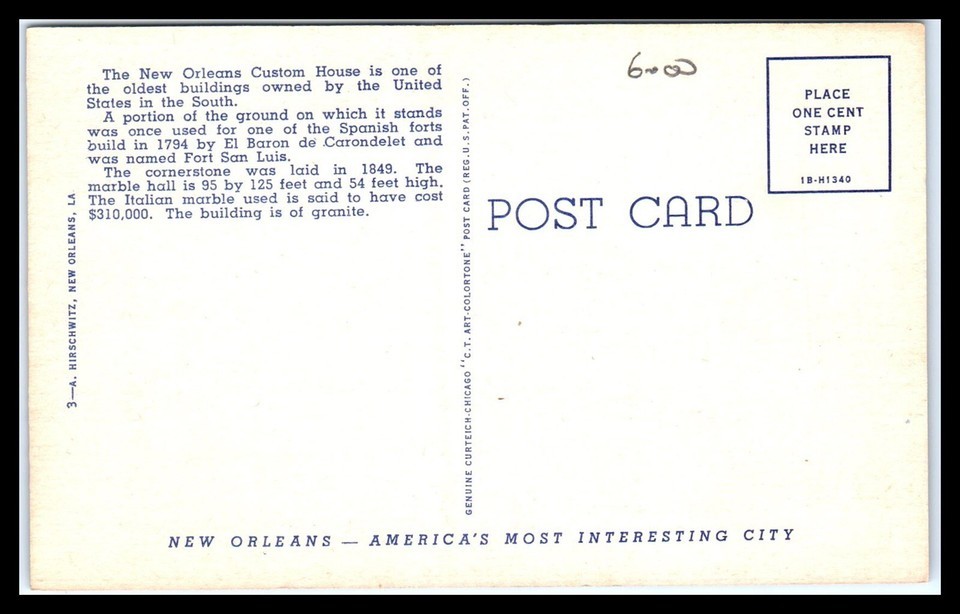 The New Orleans Custom House is one of
the oldest buildings owned by the United
States in the South.
A portion of the ground on which it stands
was once used for one of the Spanish forts
build in 1794 by El Baron de Carondelet and
was named Fort San Luis.
The cornerstone was laid in 1849. The
marble hall is 95 by 125 feet and 54 feet high.
The Italian marble used is said to have cost
$310,000. The building is of granite.
3—A. HIRSCHWITZ, NEW ORLEANS, LA
GENUINE CURTEICH-CHICAGO "C.T. ART-COLORTONE" POST CARD (REG. U.S. PAT. OFF.)
6-00
PLACE
ONE CENT
STAMP
HERE
1B-H1340
POST CARD
NEW ORLEANS — AMERICA'S MOST INTERESTING CITY